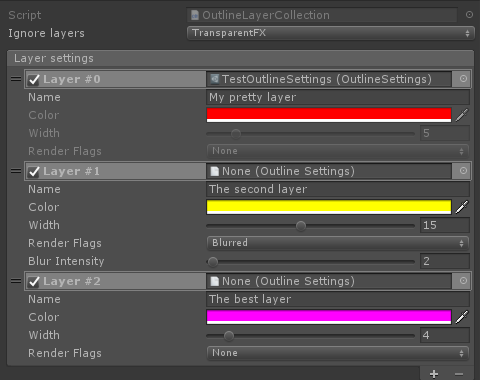 Script OutlineLayerCollection
Ignore layers TransparentFX
Layer settings
Layer #0 TestOutlineSettings (OutlineSettings)
Name My pretty layer
Color
Width 5
Render Flags None
Layer #1 None (Outline Settings)
Name The second layer
Color
Width 15
Render Flags Blurred
Blur Intensity 2
Layer #2 None (Outline Settings)
Name The best layer
Color
Width 4
Render Flags None
+ −